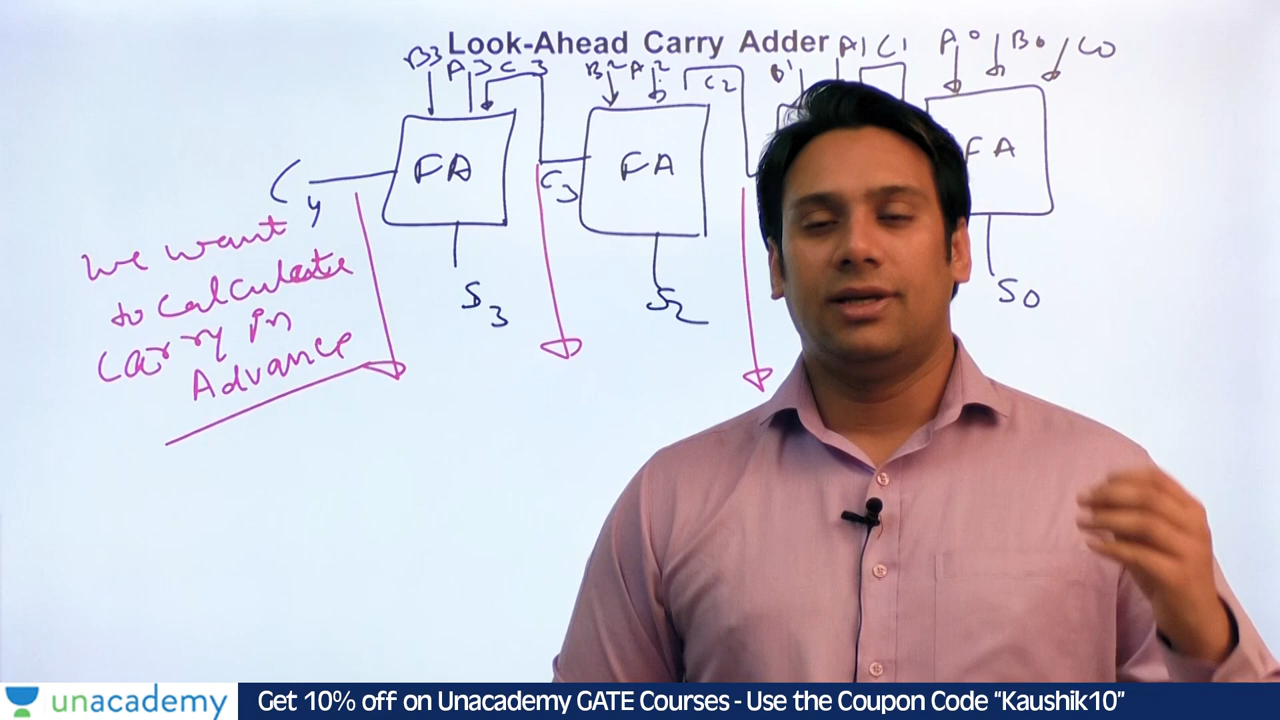 Look-Ahead Carry Adder
B3 A3 C3 B2 A2 C2 A1 C1 A0 B0 C0
FA FA FA
C4 C3
S3 S2 S0
we want
to calculate
carry in
Advance
unacademy Get 10% off on Unacademy GATE Courses - Use the Coupon Code “Kaushik10”